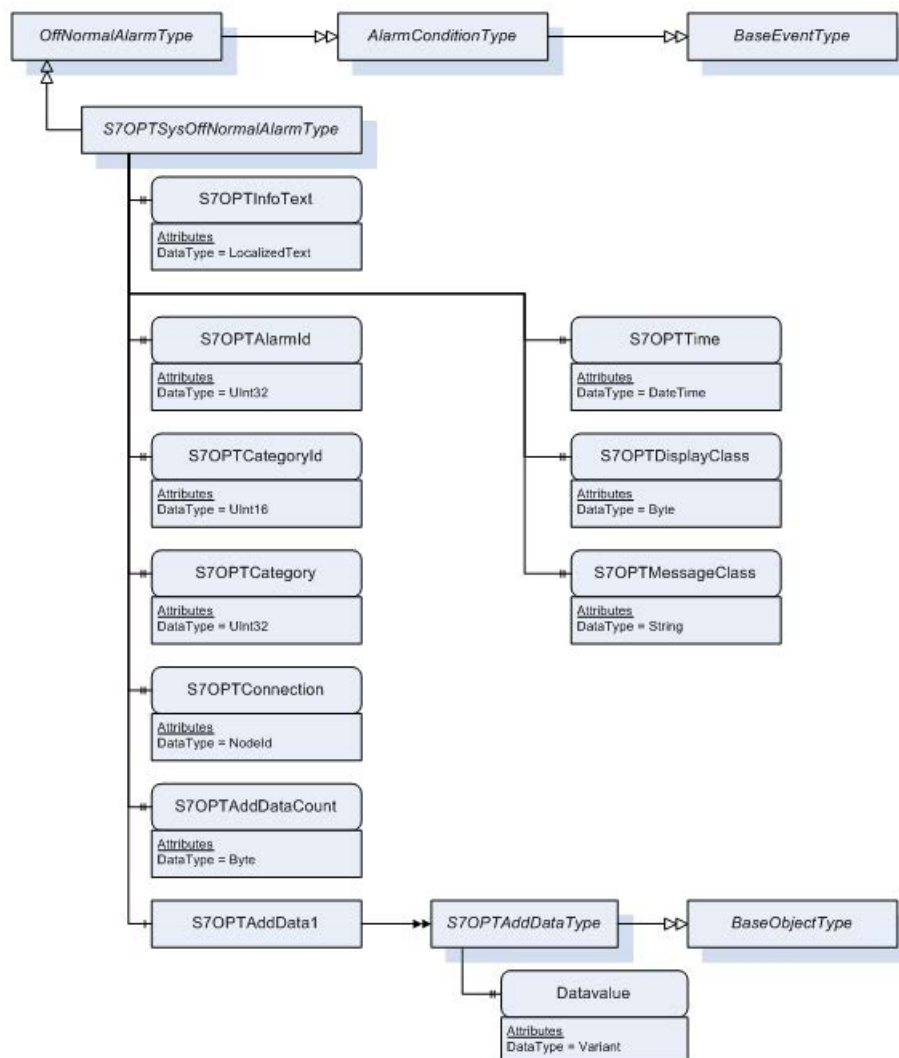 OffNormalAlarmType
AlarmConditionType
BaseEventType
S7OPTSysOffNormalAlarmType
S7OPTInfoText
Attributes
DataType = LocalizedText
S7OPTAlarmId
Attributes
DataType = UInt32
S7OPTTime
Attributes
DataType = DateTime
S7OPTCategoryId
Attributes
DataType = UInt16
S7OPTDisplayClass
Attributes
DataType = Byte
S7OPTCategory
Attributes
DataType = UInt32
S7OPTMessageClass
Attributes
DataType = String
S7OPTConnection
Attributes
DataType = NodeId
S7OPTAddDataCount
Attributes
DataType = Byte
S7OPTAddData1
S7OPTAddDataType
BaseObjectType
Datavalue
Attributes
DataType = Variant